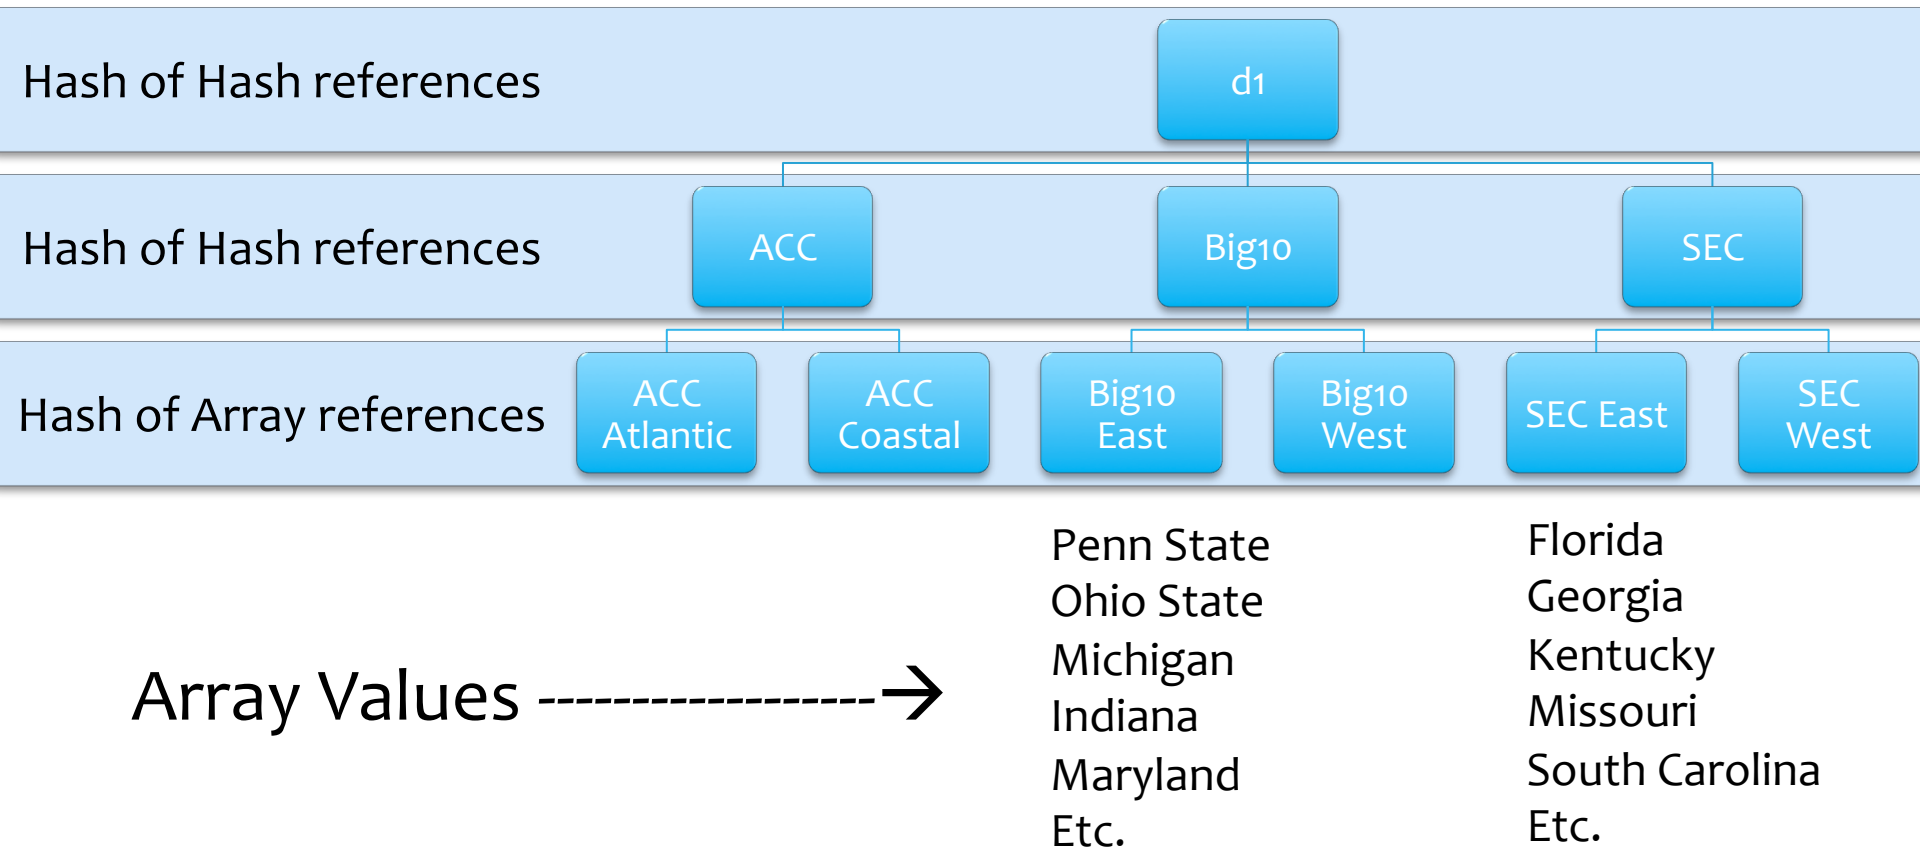 Hash of Hash references
d1
Hash of Hash references
ACC
Big10
SEC
Hash of Array references
ACC
Atlantic
ACC
Coastal
Big10
East
Big10
West
SEC East
SEC
West
Array Values ------------------→
Penn State
Ohio State
Michigan
Indiana
Maryland
Etc.
Florida
Georgia
Kentucky
Missouri
South Carolina
Etc.